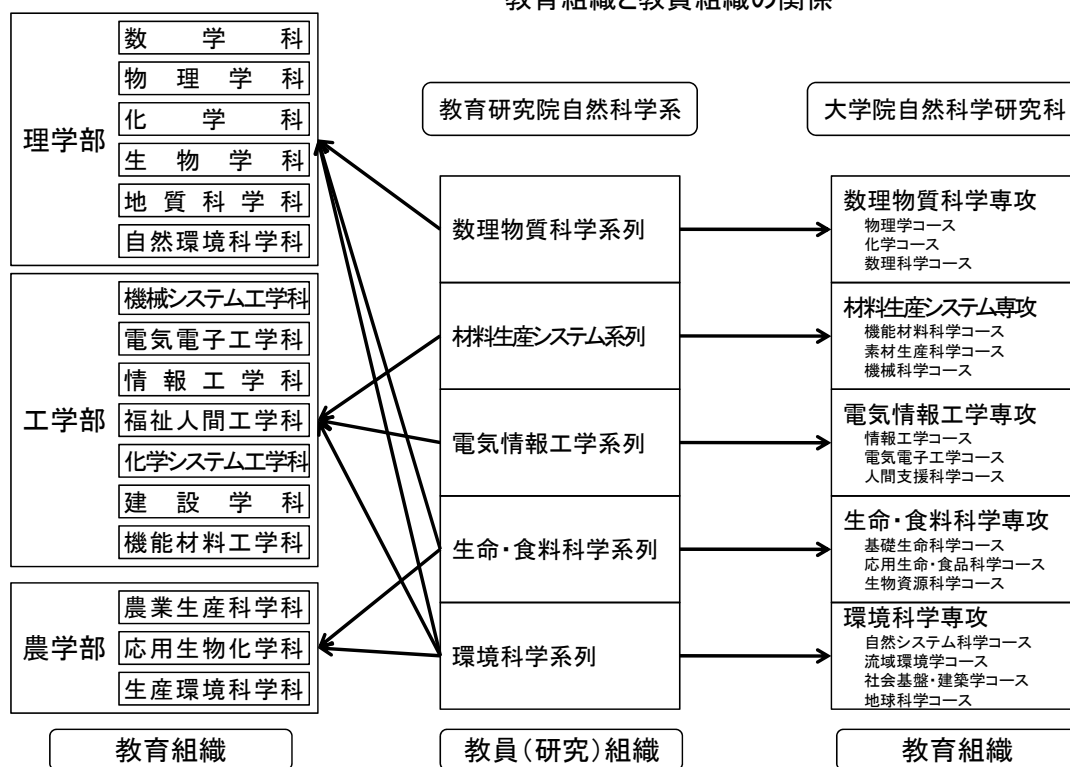 教育組織と教員組織の関係
理学部
数学科
物理学科
化学科
生物学科
地質科学科
自然環境科学科
工学部
機械システム工学科
電気電子工学科
情報工学科
福祉人間工学科
化学システム工学科
建設学科
機能材料工学科
農学部
農業生産科学科
応用生物化学科
生産環境科学科
教育組織
教育研究院自然科学系
数理物質科学系列
材料生産システム系列
電気情報工学系列
生命・食料科学系列
環境科学系列
教員(研究)組織
大学院自然科学研究科
数理物質科学専攻
物理学コース
化学コース
数理科学コース
材料生産システム専攻
機能材料科学コース
素材生産科学コース
機械科学コース
電気情報工学専攻
情報工学コース
電気電子工学コース
人間支援科学コース
生命・食料科学専攻
基礎生命科学コース
応用生命・食品科学コース
生物資源科学コース
環境科学専攻
自然システム科学コース
流域環境学コース
社会基盤・建築学コース
地球科学コース
教育組織